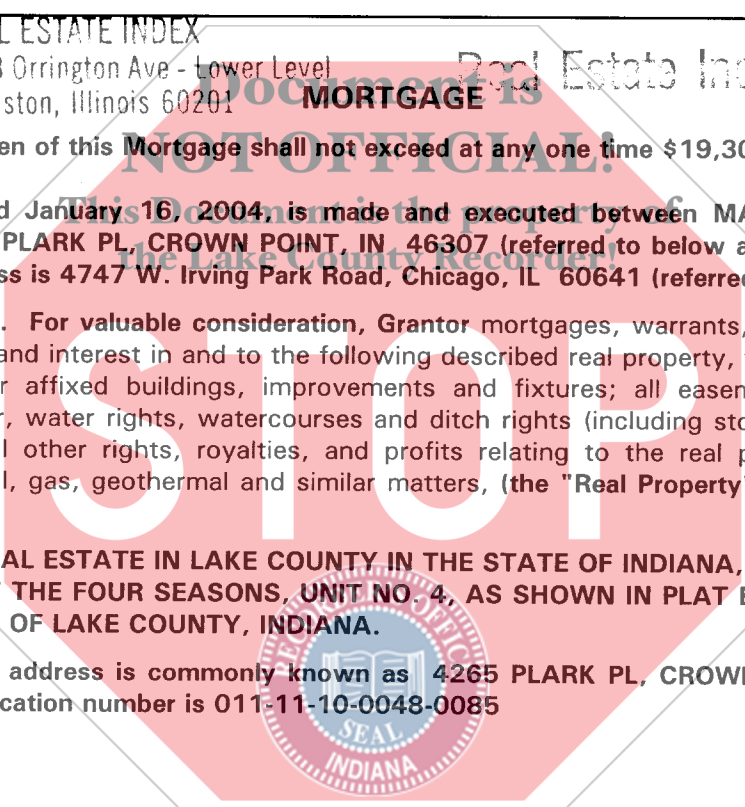 L ESTATE INDEX
Orrington Ave - Lower Level
ston, Illinois 60201
Real Estate Ind
Document is
MORTGAGE
NOT OFFICIAL!
en of this Mortgage shall not exceed at any one time $19,30
This Document is the property of
d January 16, 2004, is made and executed between MA
PLARK PL, CROWN POINT, IN 46307 (referred to below a
the Lake County Recorder!
ss is 4747 W. Irving Park Road, Chicago, IL 60641 (referred
. For valuable consideration, Grantor mortgages, warrants,
and interest in and to the following described real property,
r affixed buildings, improvements and fixtures; all easem
, water rights, watercourses and ditch rights (including sto
l other rights, royalties, and profits relating to the real p
l, gas, geothermal and similar matters, (the "Real Property"
STOP
AL ESTATE IN LAKE COUNTY IN THE STATE OF INDIANA,
THE FOUR SEASONS, UNIT NO. 4, AS SHOWN IN PLAT B
OF LAKE COUNTY, INDIANA.
address is commonly known as 4265 PLARK PL, CROWN
cation number is 011-11-10-0048-0085
SEAL
INDIANA